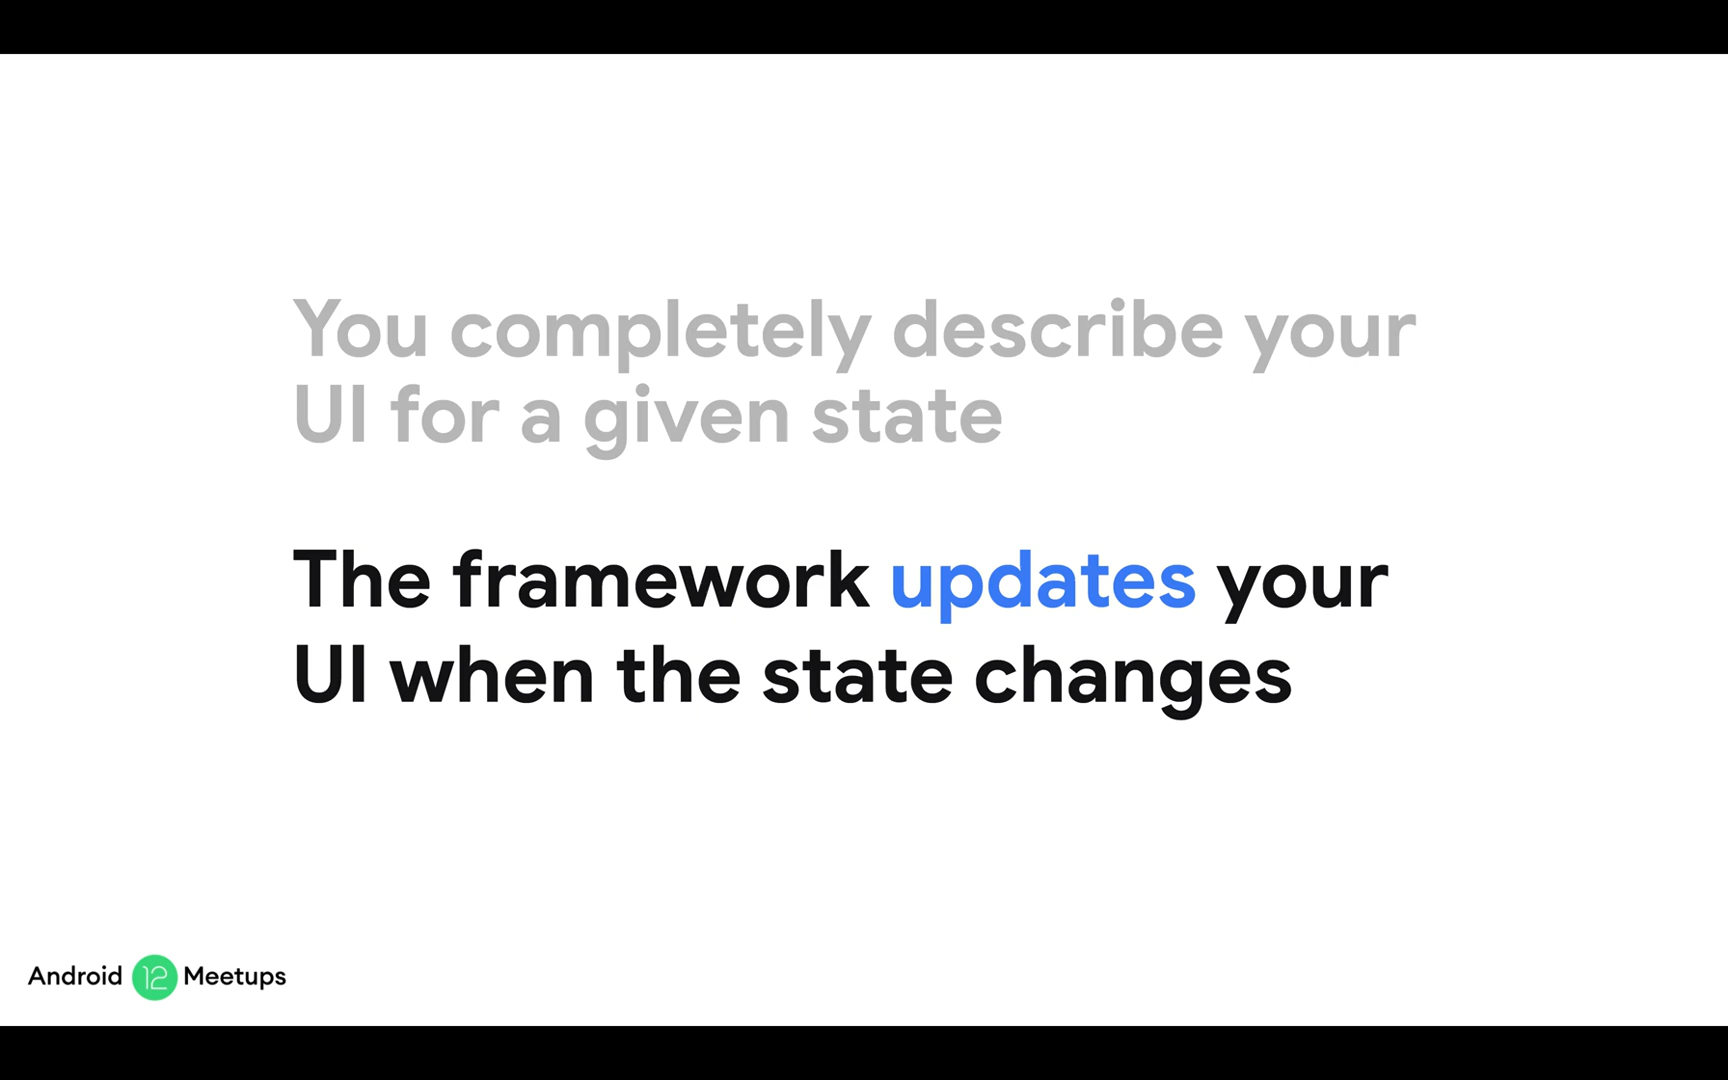 You completely describe your
UI for a given state
The framework updates your
UI when the state changes
Android 12 Meetups